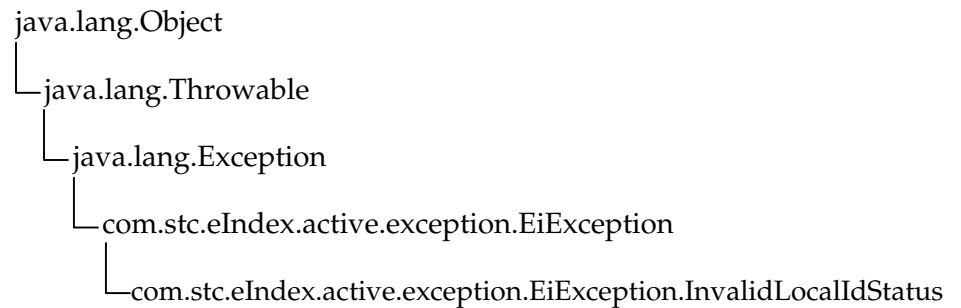 java.lang.Object
java.lang.Throwable
java.lang.Exception
com.stc.eIndex.active.exception.EiException
com.stc.eIndex.active.exception.EiException.InvalidLocalIdStatus